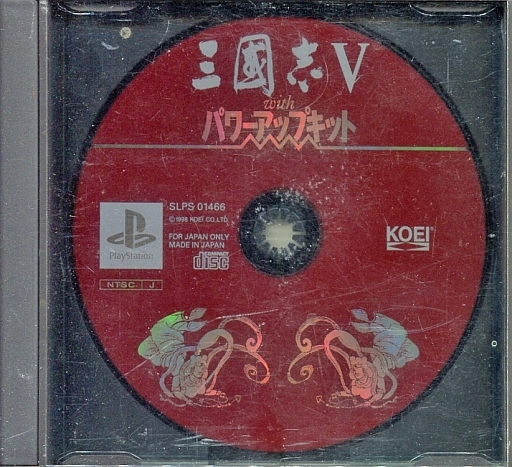 三國志V
with
パワーアップキット
SLPS 01466
©1998 KOEI CO.,LTD.
FOR JAPAN ONLY
MADE IN JAPAN
PlayStation
COMPACT
disc
KOEI®
NTSC J